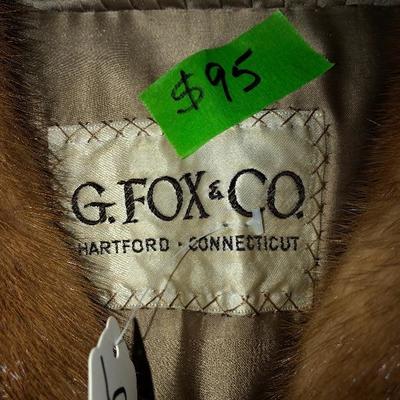 $95
G. FOX & CO.
HARTFORD · CONNECTICUT